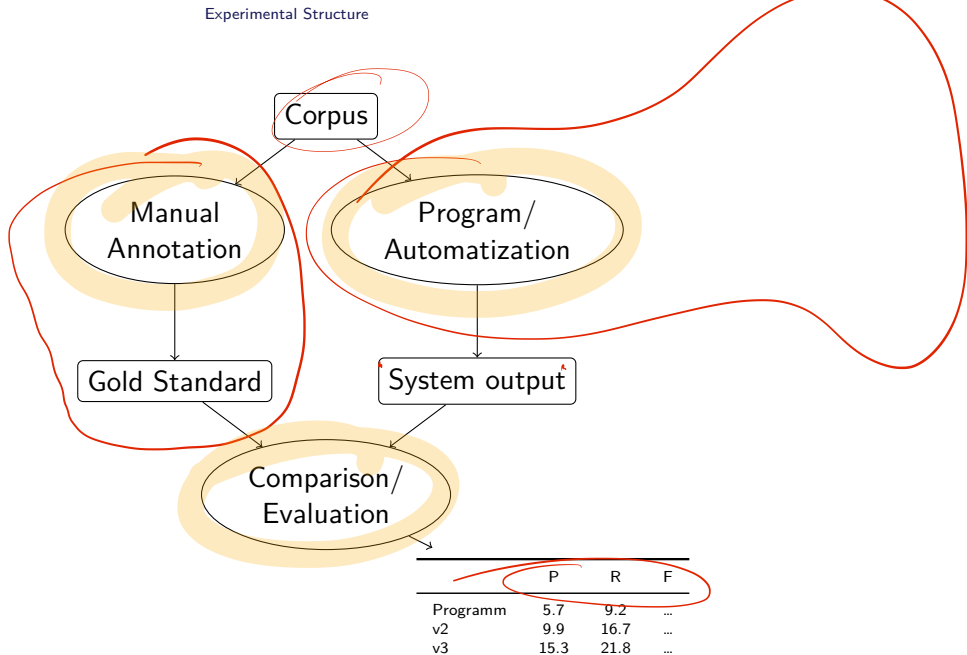 Experimental Structure
Corpus
Manual
Annotation
Program/
Automatization
Gold Standard
System output
Comparison/
Evaluation
P R F
Programm 5.7 9.2 ...
v2 9.9 16.7 ...
v3 15.3 21.8 ...